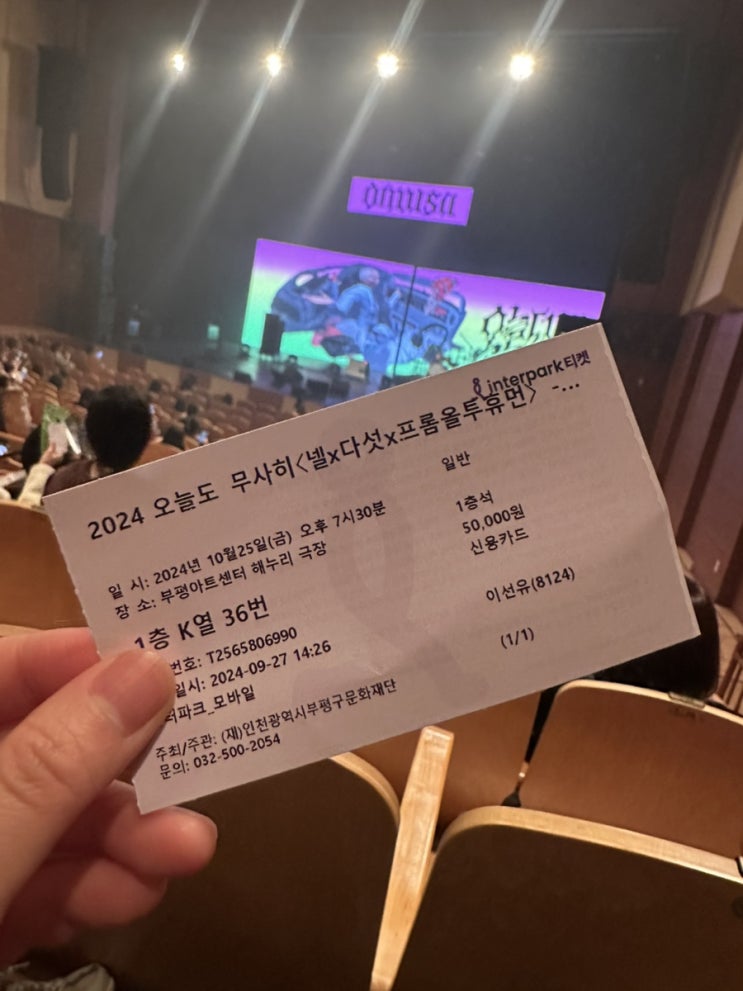 omusa
오늘도
interpark티켓
2024 오늘도 무사히<넬x다섯x프롬올투휴먼> -...
일반
일 시: 2024년 10월25일(금) 오후 7시30분
1층석
장 소: 부평아트센터 해누리 극장
50,000원
신용카드
1층 K열 36번
이선유(8124)
번호: T2565806990
일시: 2024-09-27 14:26
(1/1)
터파크_모바일
주최/주관: (재)인천광역시부평구문화재단
문의: 032-500-2054